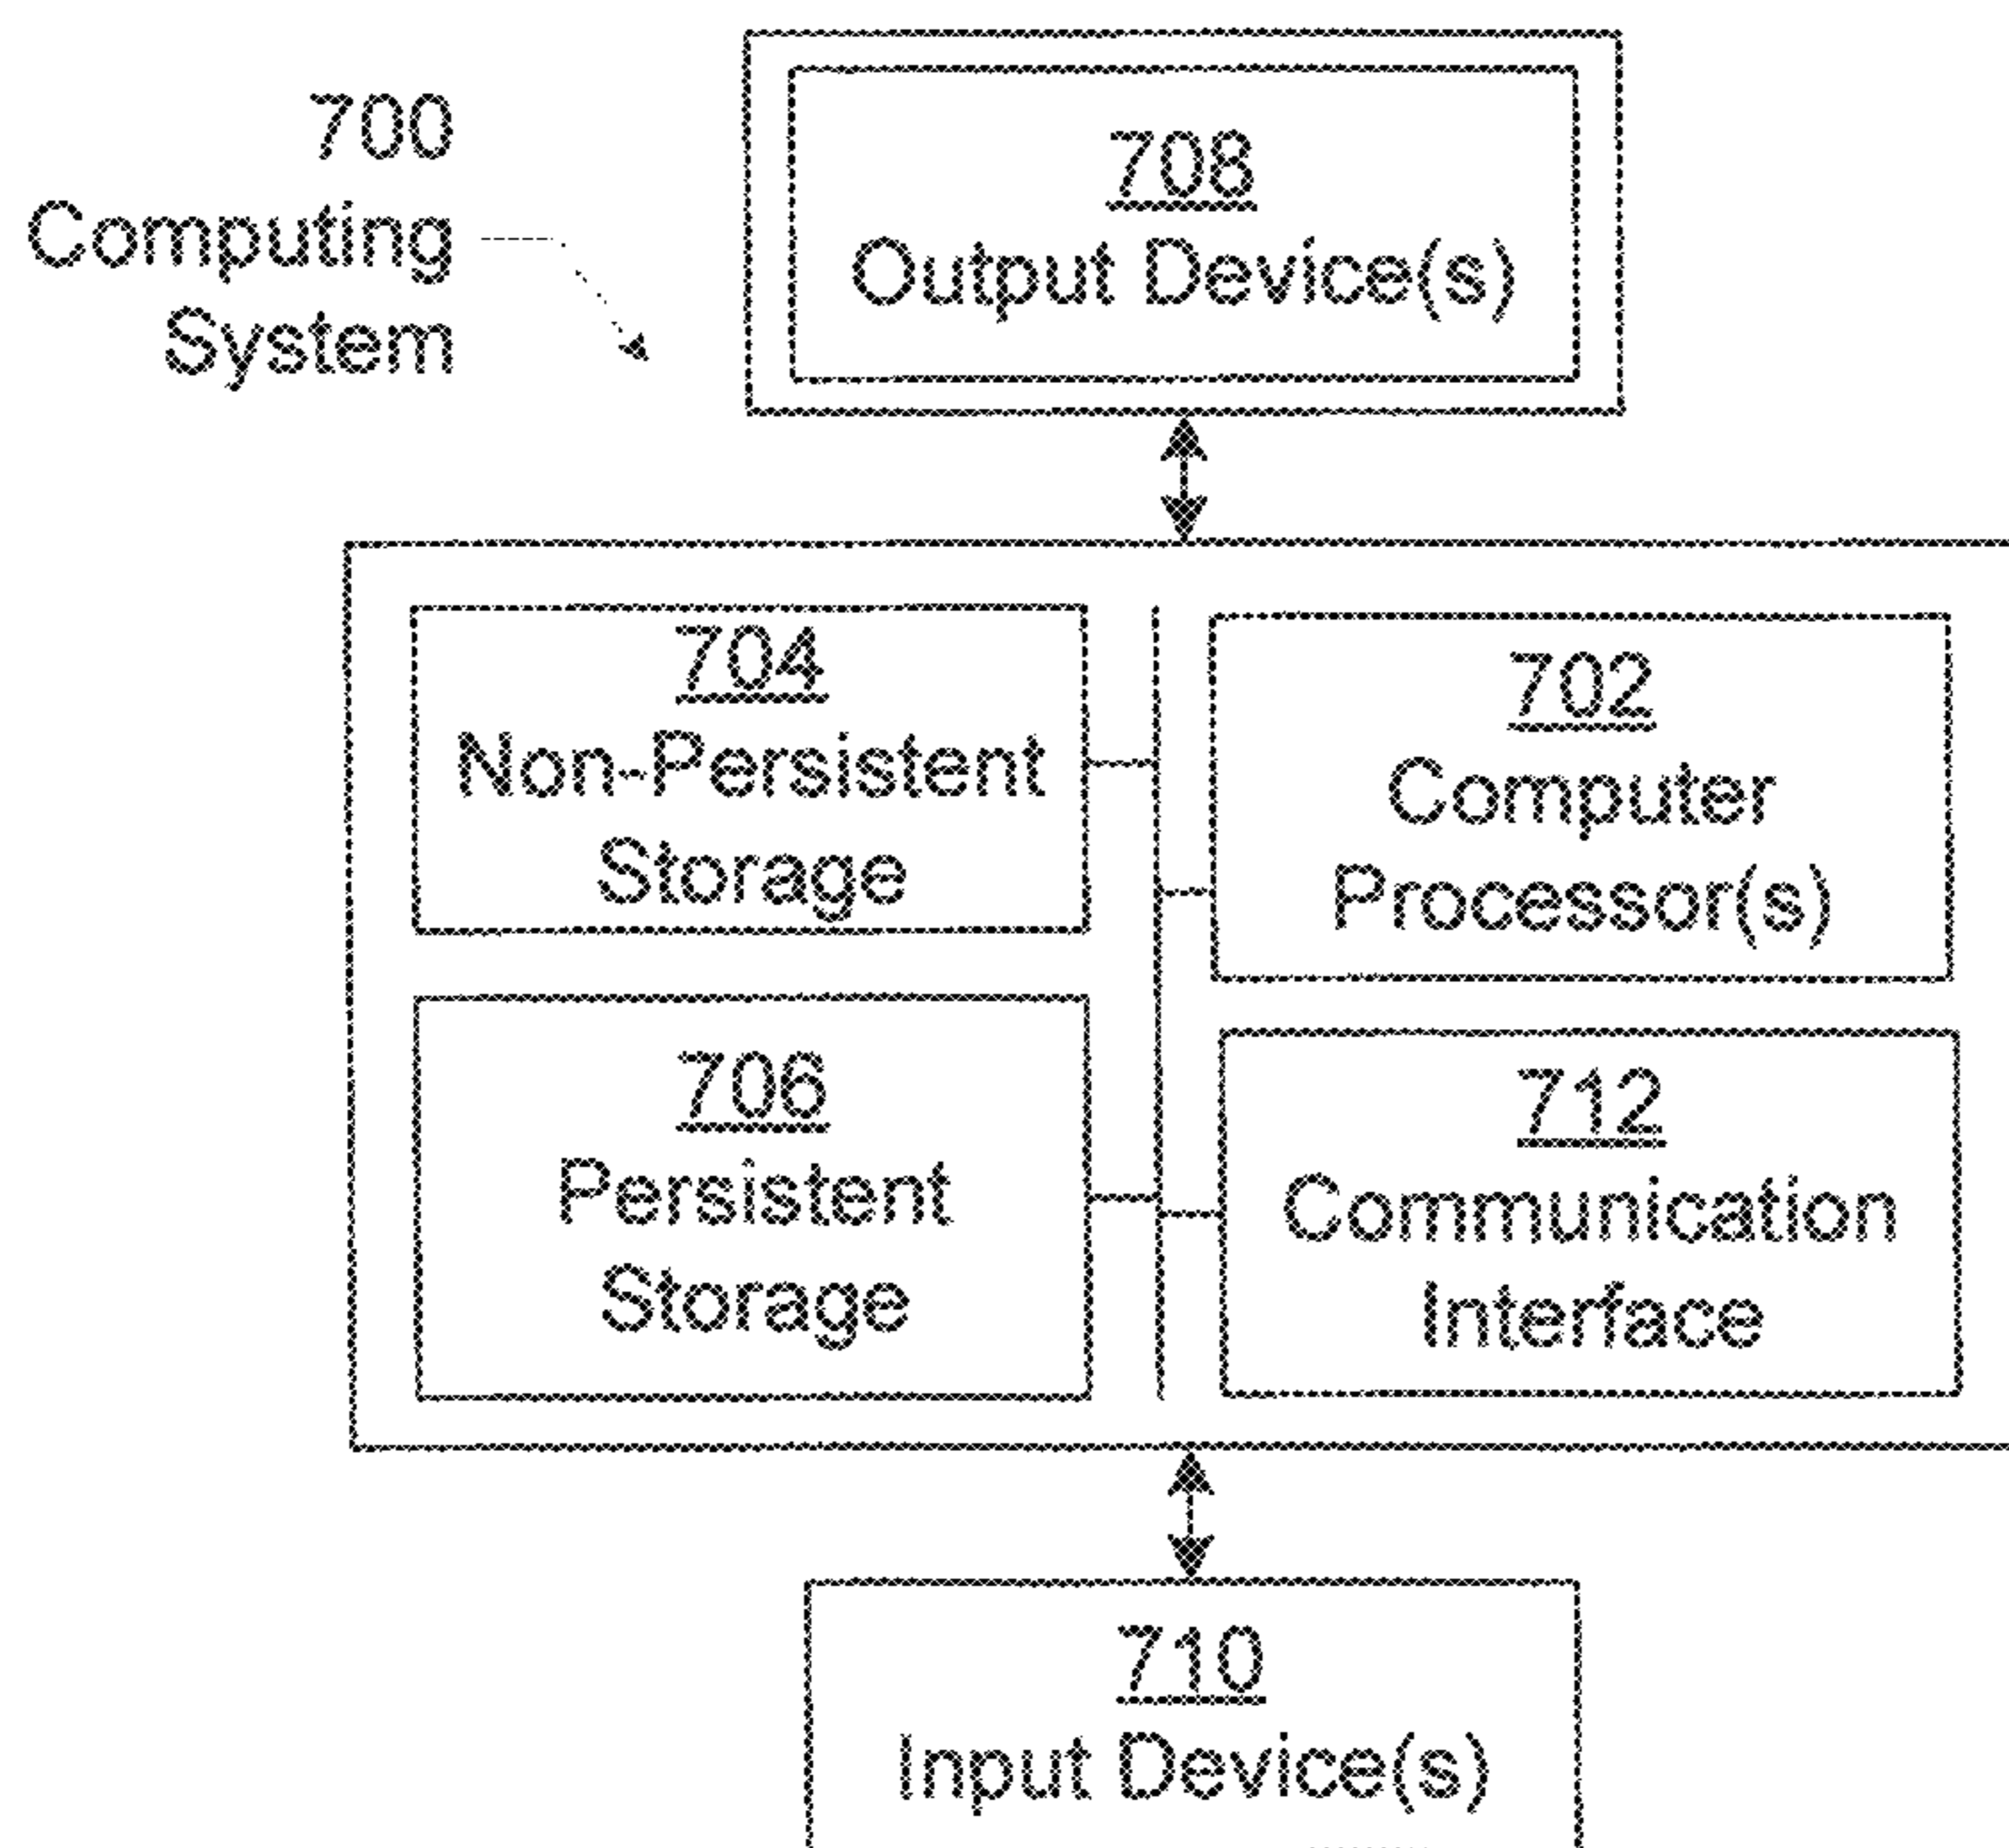 700
Computing
System
708
Output Device(s)
704
Non-Persistent
Storage
702
Computer
Processor(s)
706
Persistent
Storage
712
Communication
Interface
710
Input Device(s)